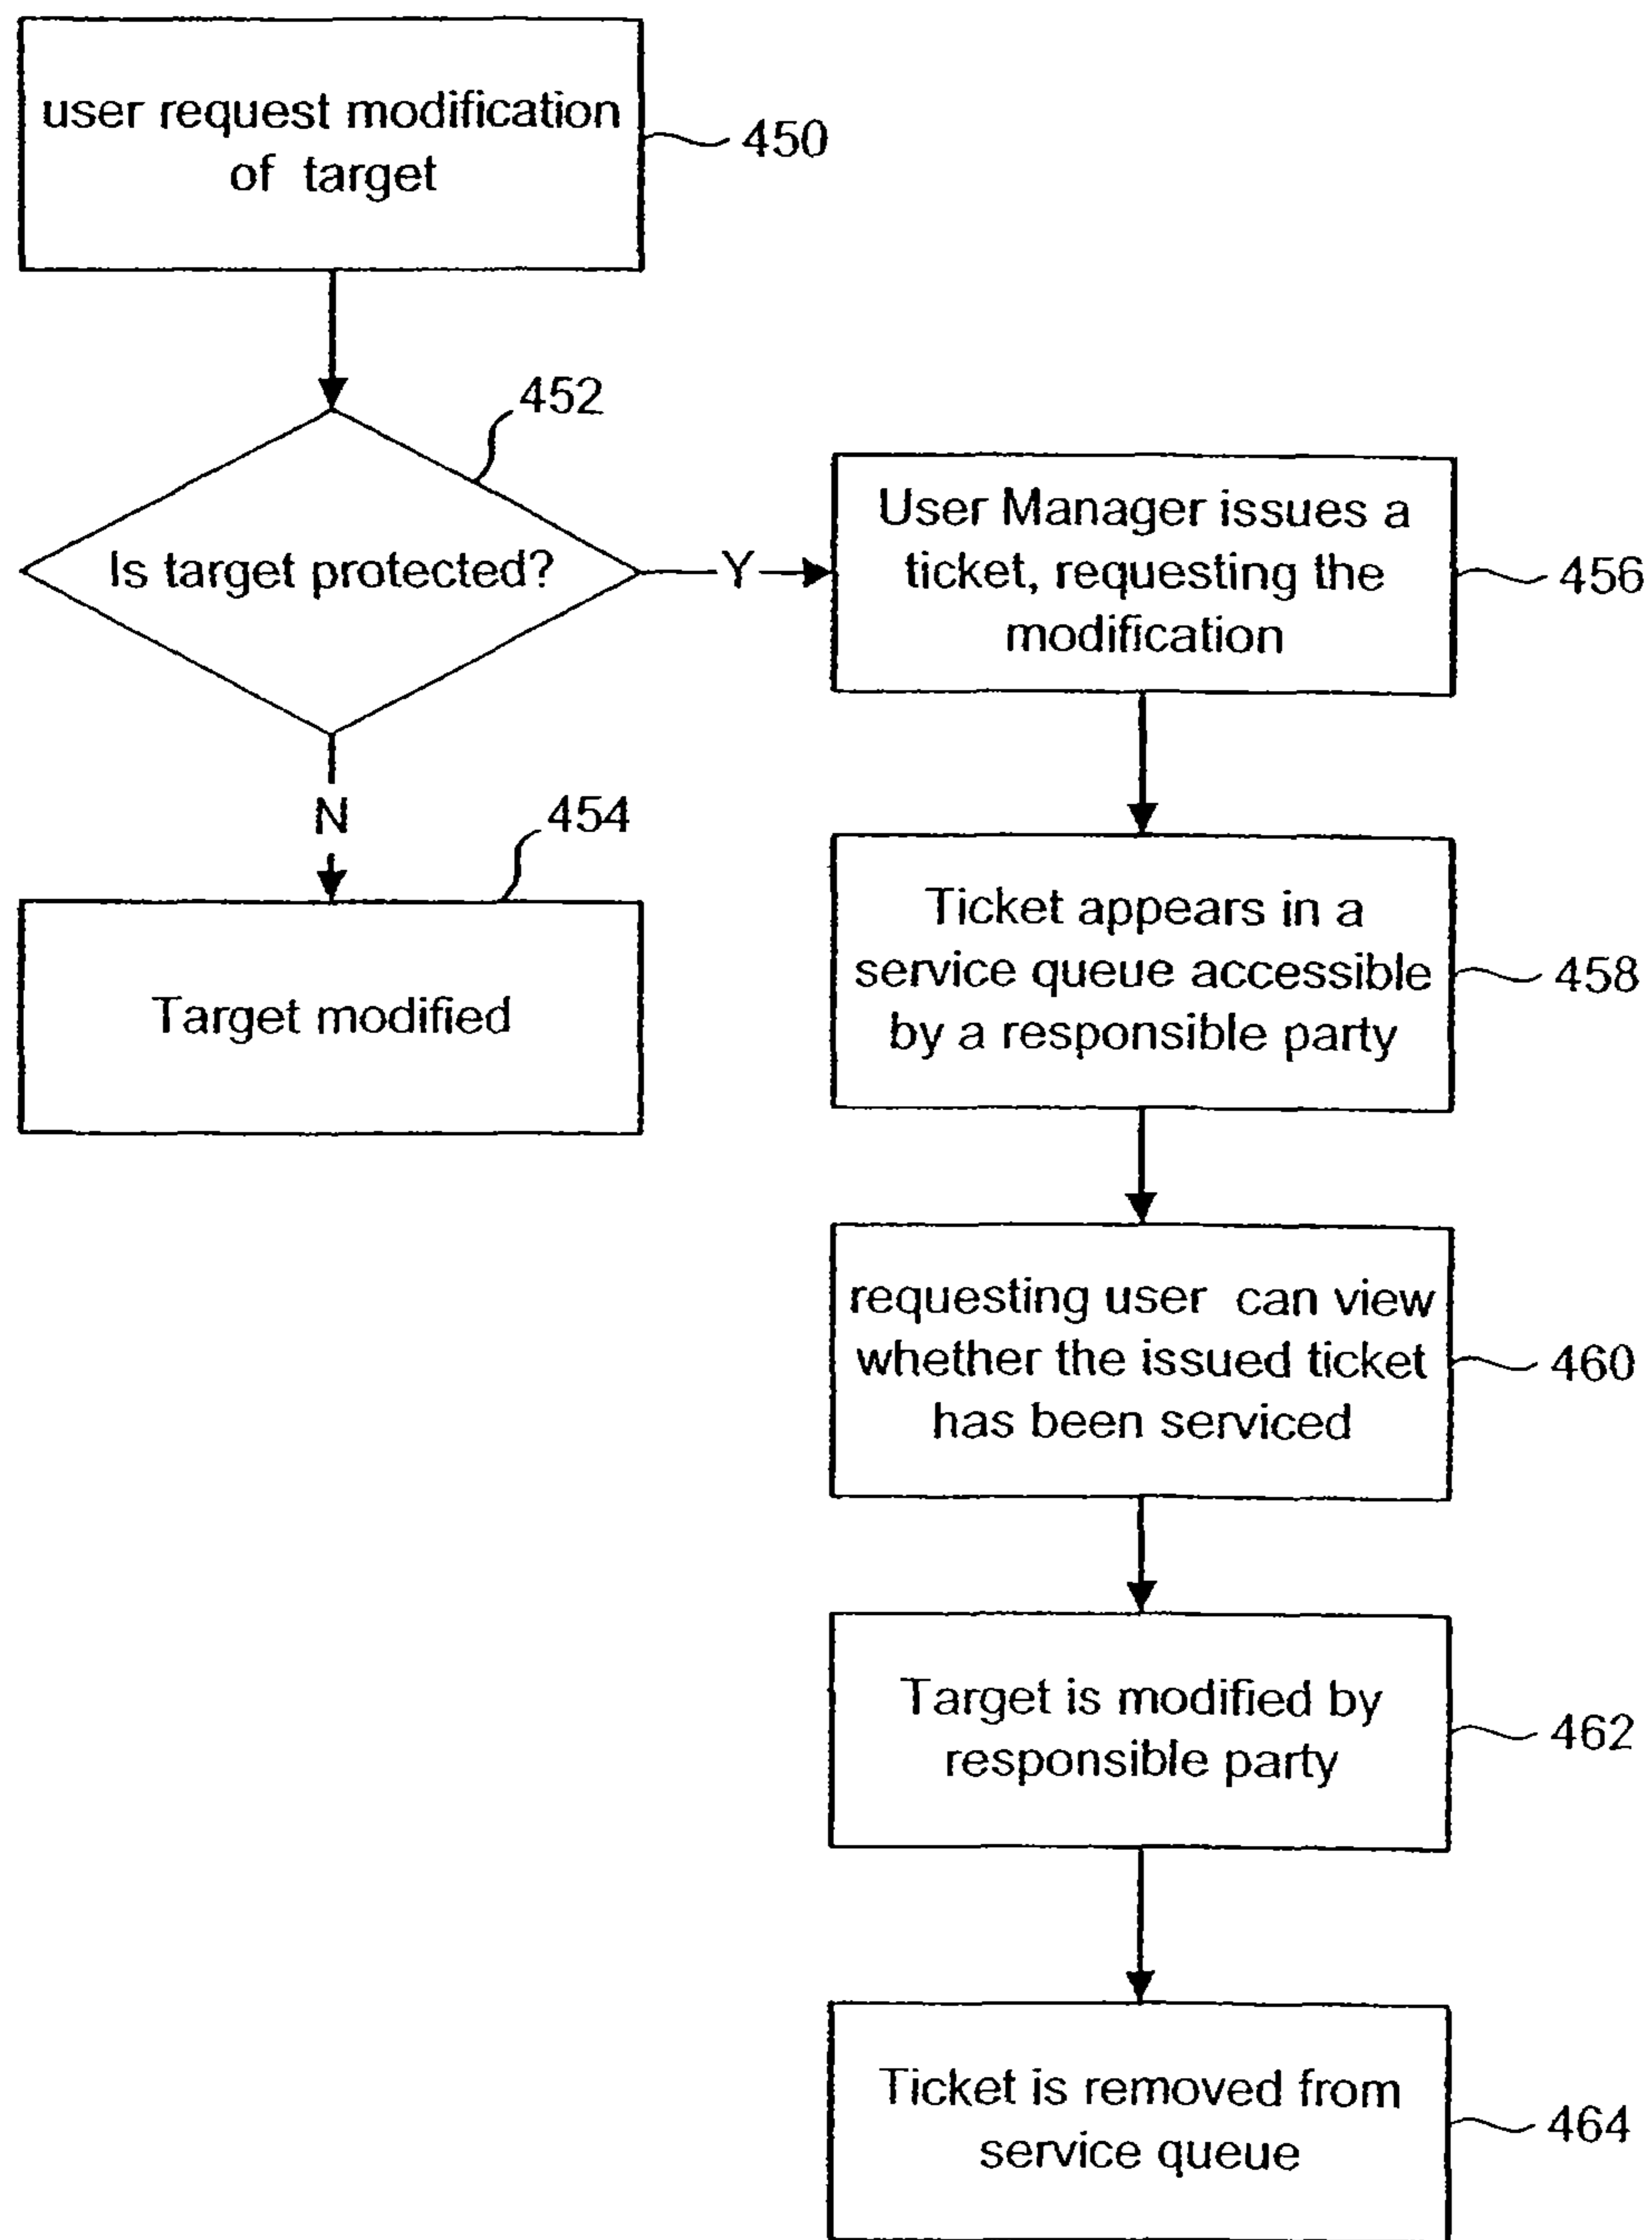 user request modification
of target
450
452
Is target protected?
Y
N
454
Target modified
User Manager issues a
ticket, requesting the
modification
456
Ticket appears in a
service queue accessible
by a responsible party
458
requesting user can view
whether the issued ticket
has been serviced
460
Target is modified by
responsible party
462
Ticket is removed from
service queue
464